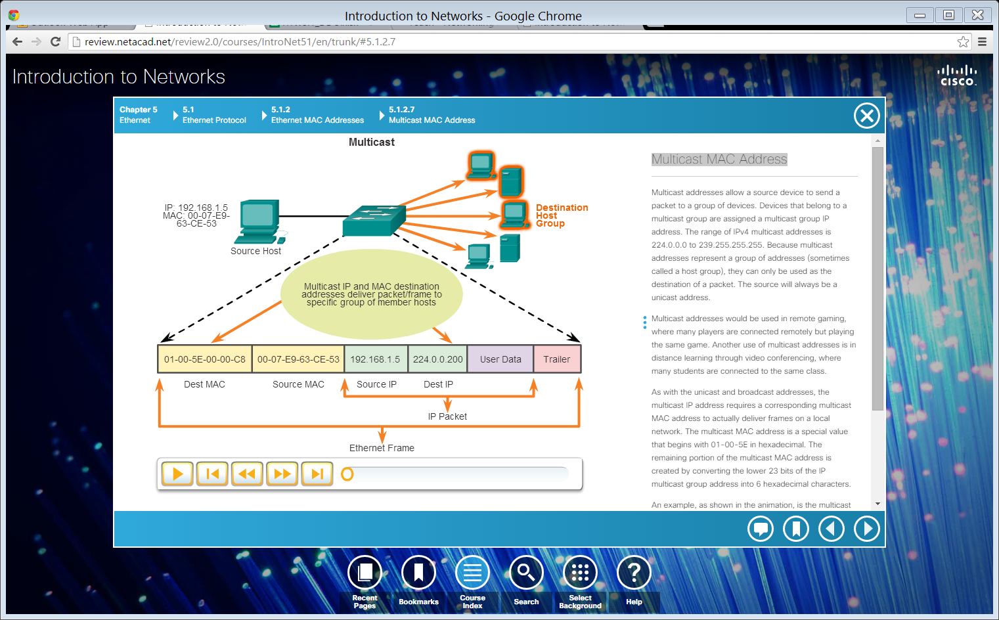 Introduction to Networks - Google Chrome
review.netacad.net/review2.0/courses/IntroNet51/en/trunk/#5.1.2.7
Introduction to Networks
CISCO
Chapter 5
Ethernet
5.1
Ethernet Protocol
5.1.2
Ethernet MAC Addresses
5.1.2.7
Multicast MAC Address
Multicast
IP: 192.168.1.5
MAC: 00-07-E9-
63-CE-53
Source Host
Destination
Host
Group
Multicast IP and MAC destination
addresses deliver packet/frame to
specific group of member hosts
01-00-5E-00-00-C8 00-07-E9-63-CE-53 192.168.1.5 224.0.0.200 User Data Trailer
Dest MAC Source MAC Source IP Dest IP
IP Packet
Ethernet Frame
Multicast MAC Address
Multicast addresses allow a source device to send a
packet to a group of devices. Devices that belong to a
multicast group are assigned a multicast group IP
address. The range of IPv4 multicast addresses is
224.0.0.0 to 239.255.255.255. Because multicast
addresses represent a group of addresses (sometimes
called a host group), they can only be used as the
destination of a packet. The source will always be a
unicast address.
Multicast addresses would be used in remote gaming,
where many players are connected remotely but playing
the same game. Another use of multicast addresses is in
distance learning through video conferencing, where
many students are connected to the same class.
As with the unicast and broadcast addresses, the
multicast IP address requires a corresponding multicast
MAC address to actually deliver frames on a local
network. The multicast MAC address is a special value
that begins with 01-00-5E in hexadecimal. The
remaining portion of the multicast MAC address is
created by converting the lower 23 bits of the IP
multicast group address into 6 hexadecimal characters.
An example, as shown in the animation, is the multicast
Recent
Pages
Bookmarks
Course
Index
Search
Select
Background
Help